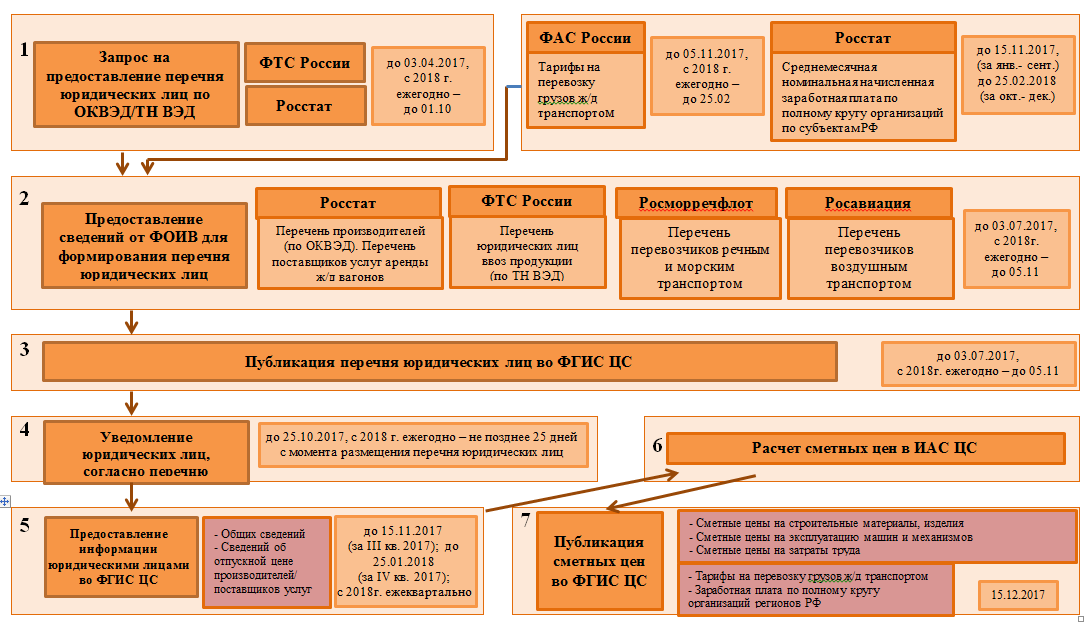 1
Запрос на
предоставление перечня
юридических лиц по
ОКВЭД/ТН ВЭД
ФТС России
Росстат
до 03.04.2017,
с 2018 г.
ежегодно –
до 01.10
ФАС России
Тарифы на
перевозку
грузов ж/д
транспортом
до 05.11.2017,
с 2018 г.
ежегодно –
до 25.02
Росстат
Среднемесячная
номинальная начисленная
заработная плата по
полному кругу организаций
по субъектам РФ
до 15.11.2017,
(за янв.- сент.)
до 25.02.2018
(за окт.- дек.)
2
Предоставление
сведений от ФОИВ для
формирования перечня
юридических лиц
Росстат
Перечень производителей
(по ОКВЭД). Перечень
поставщиков услуг аренды
ж/д вагонов
ФТС России
Перечень
юридических лиц
ввоз продукции
(по ТН ВЭД)
Росморречфлот
Перечень
перевозчиков речным
и морским
транспортом
Росавиация
Перечень
перевозчиков
воздушным
транспортом
до 03.07.2017,
с 2018г.
ежегодно –
до 05.11
3
Публикация перечня юридических лиц во ФГИС ЦС
до 03.07.2017,
с 2018г. ежегодно – до 05.11
4
Уведомление
юридических лиц,
согласно перечню
до 25.10.2017, с 2018 г. ежегодно – не позднее 25 дней
с момента размещения перечня юридических лиц
6
Расчет сметных цен в ИАС ЦС
5
Предоставление
информации
юридическими лицами
во ФГИС ЦС
- Общих сведений
- Сведений об
отпускной цене
производителей/
поставщиков услуг
до 15.11.2017
(за III кв. 2017); до
25.01.2018
(за IV кв. 2017);
с 2018г. ежеквартально
7
Публикация
сметных цен
во ФГИС ЦС
- Сметные цены на строительные материалы, изделия
- Сметные цены на эксплуатацию машин и механизмов
- Сметные цены на затраты труда
- Тарифы на перевозку грузов ж/д транспортом
- Заработная плата по полному кругу
организаций регионов РФ
15.12.2017